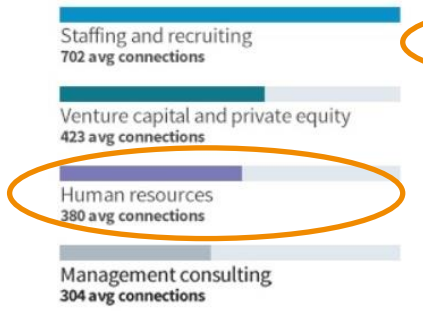 Staffing and recruiting
702 avg connections
Venture capital and private equity
423 avg connections
Human resources
380 avg connections
Management consulting
304 avg connections